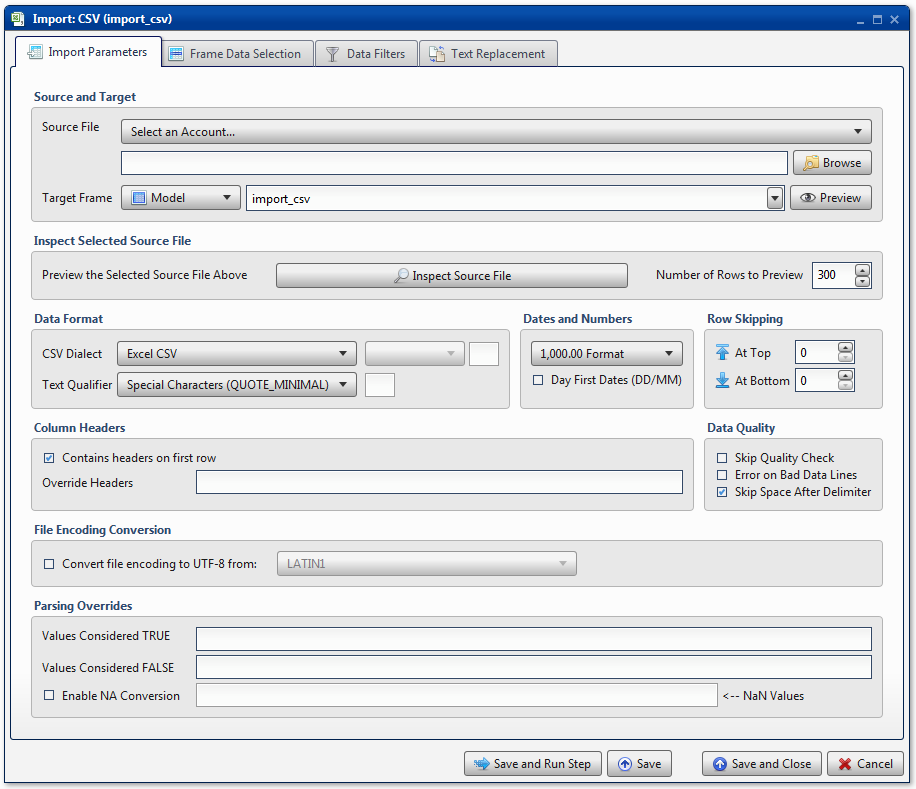 Import: CSV (import_csv)
Import Parameters
Frame Data Selection
Data Filters
Text Replacement
Source and Target
Source File
Select an Account...
Browse
Target Frame
Model
import_csv
Preview
Inspect Selected Source File
Preview the Selected Source File Above
Inspect Source File
Number of Rows to Preview
300
Data Format
CSV Dialect
Excel CSV
Text Qualifier
Special Characters (QUOTE_MINIMAL)
Dates and Numbers
1,000.00 Format
Day First Dates (DD/MM)
Row Skipping
At Top
0
At Bottom
0
Column Headers
Contains headers on first row
Override Headers
Data Quality
Skip Quality Check
Error on Bad Data Lines
Skip Space After Delimiter
File Encoding Conversion
Convert file encoding to UTF-8 from:
LATIN1
Parsing Overrides
Values Considered TRUE
Values Considered FALSE
Enable NA Conversion
<-- NaN Values
Save and Run Step
Save
Save and Close
Cancel